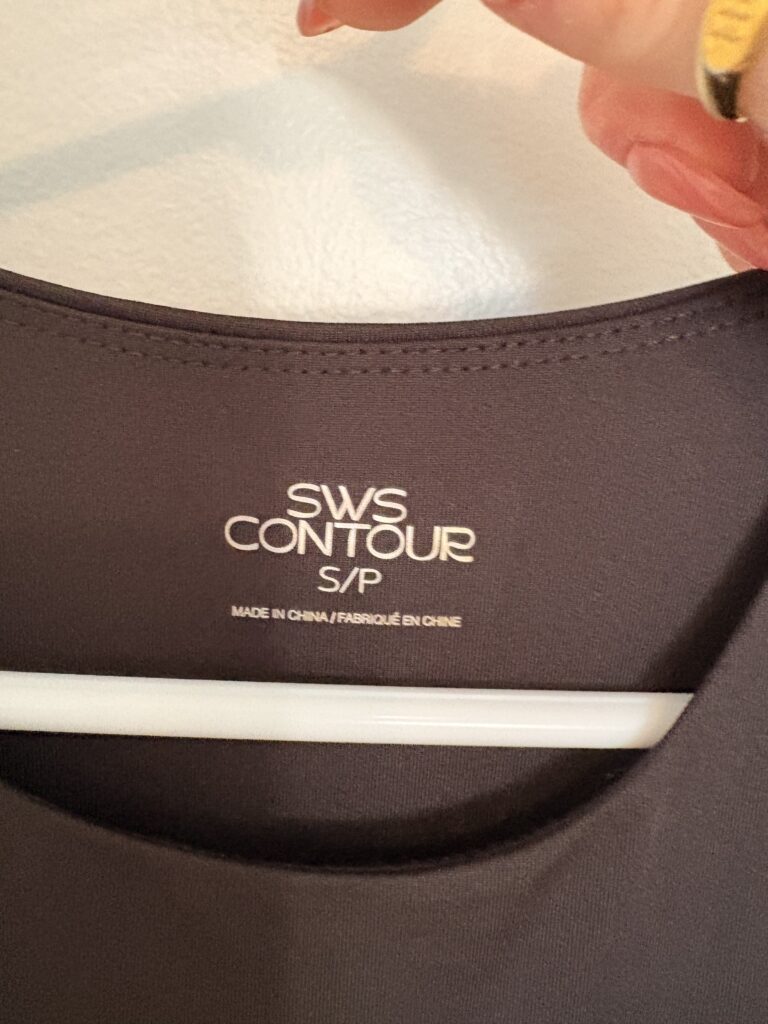 SWS
CONTOUR
S/P
MADE IN CHINA / FABRIQUÉ EN CHINE